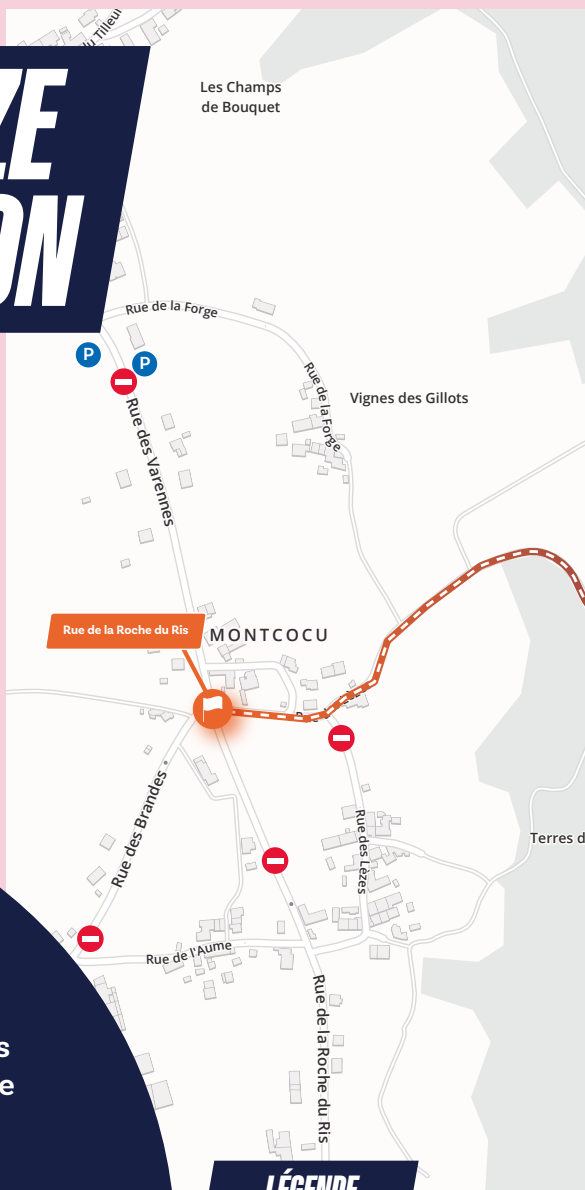 du Tilleul
Les Champs
de Bouquet
ZE
ON
Rue de la Forge
P
P
Rue de la Forge
Vignes des Gillots
Rue des Varennes
Rue de la Roche du Ris
MONTCOCU
Rue des Brandes
Rue des Lèzes
Terres d
Rue de l'Aume
Rue de la Roche du Ris
s
e
LÉGENDE